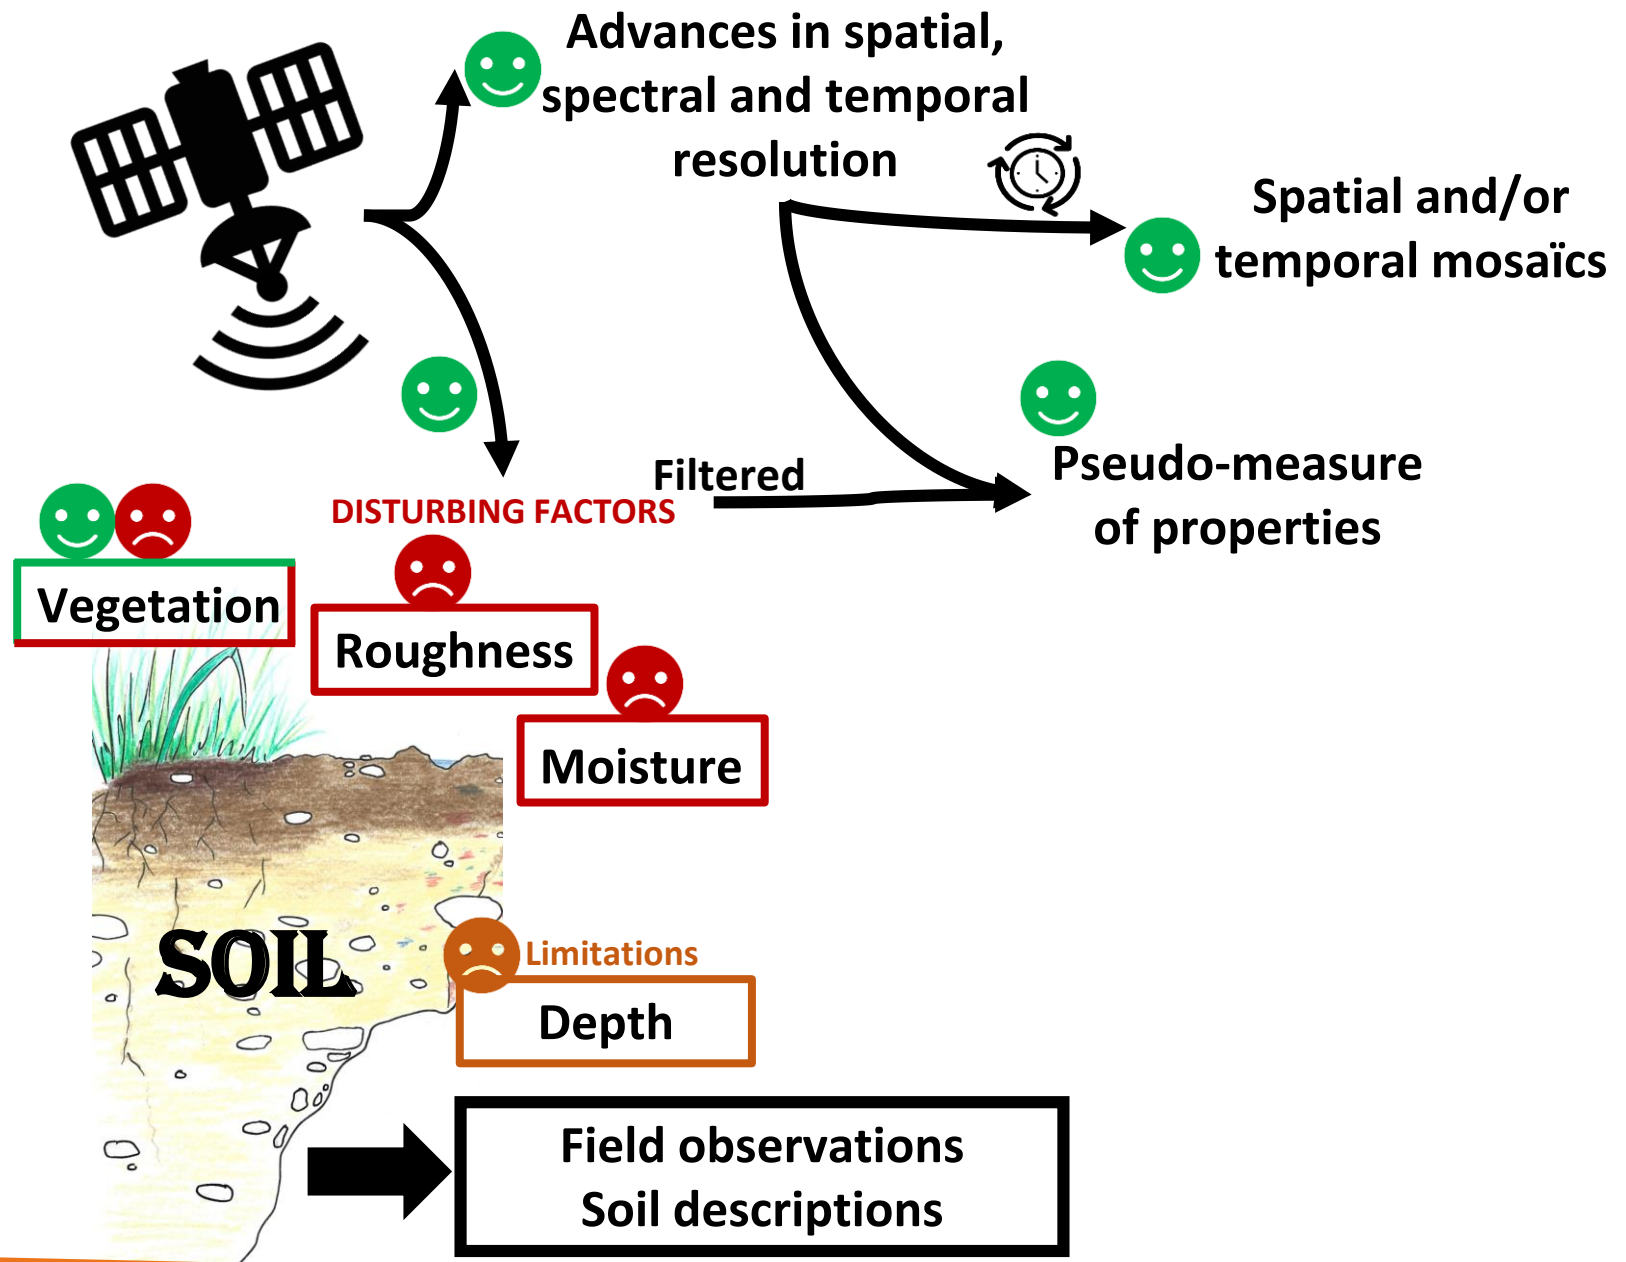 Advances in spatial,
spectral and temporal
resolution
Spatial and/or
temporal mosaïcs
Filtered
DISTURBING FACTORS
Pseudo-measure
of properties
Vegetation
Roughness
Moisture
SOIL
Limitations
Depth
Field observations
Soil descriptions